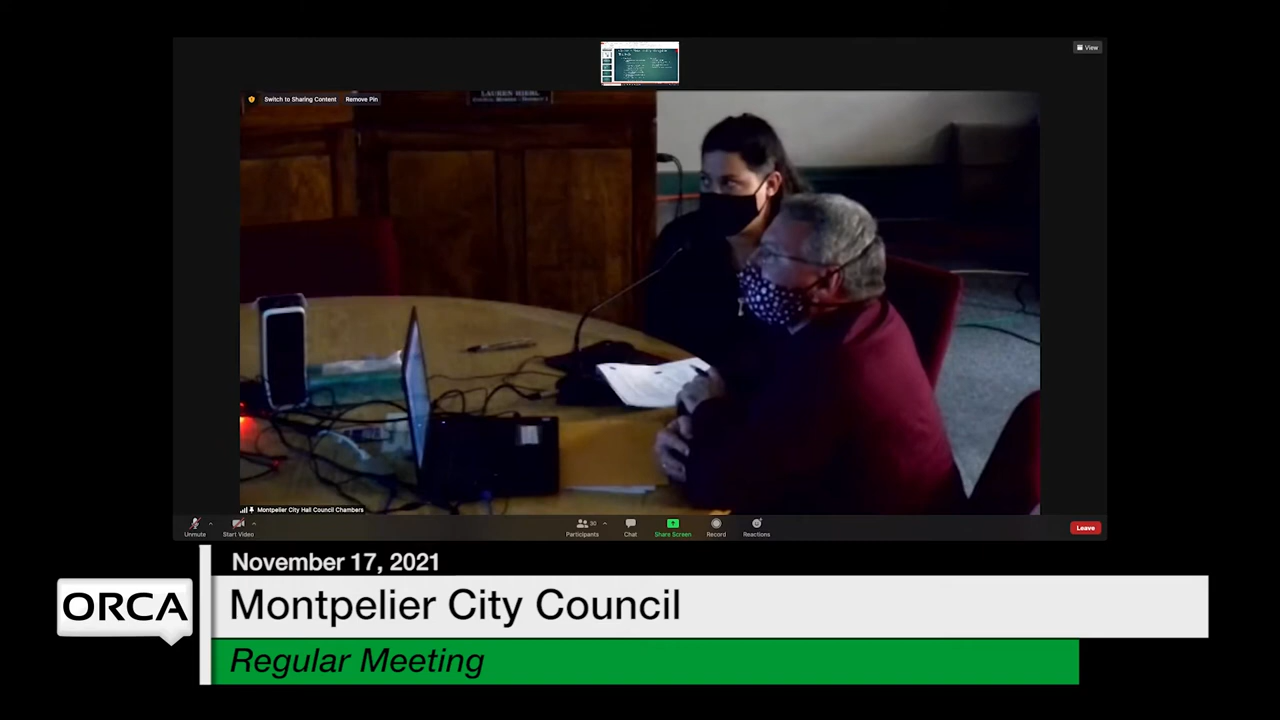 View
Switch to Sharing Content Remove Pin
LAUREN HIERL
Montpelier City Hall Council Chambers
Unmute
Start Video
Participants
30
Chat
Share Screen
Record
Reactions
Leave
November 17, 2021
ORCA
Montpelier City Council
Regular Meeting